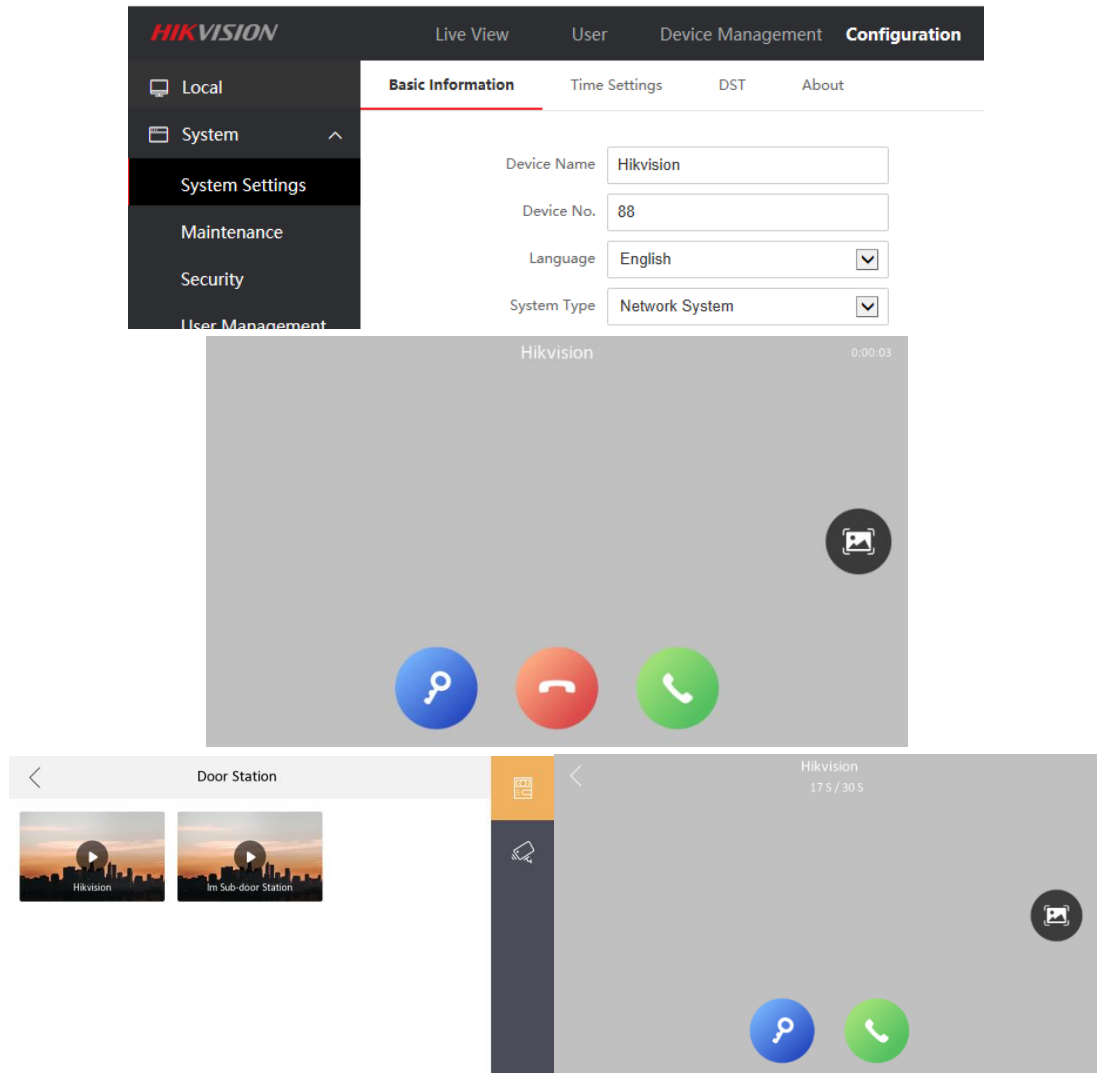 HIKVISION
Live View User Device Management Configuration
Local
Basic Information Time Settings DST About
System
System Settings
Maintenance
Security
User Management
Device Name Hikvision
Device No. 88
Language English
System Type Network System
Hikvision 0:00:03
Door Station
Hikvision
Im Sub-door Station
Hikvision
17 S / 30 S